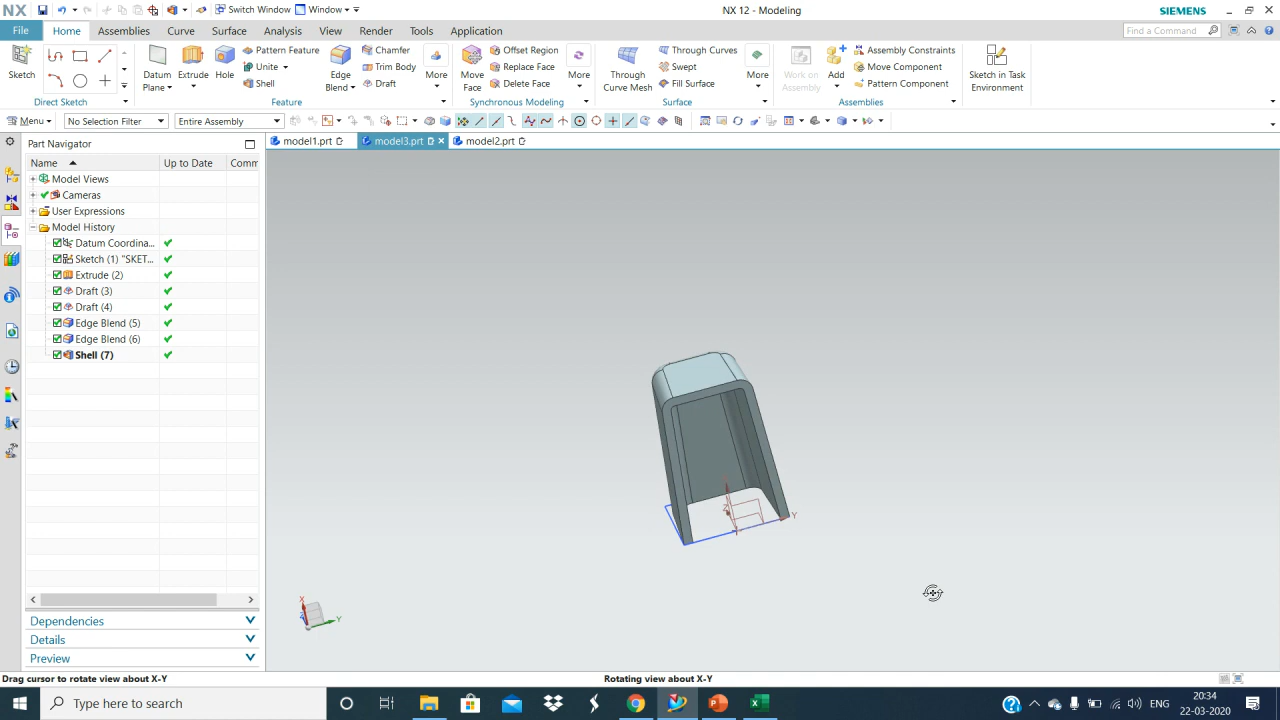 NX Switch Window Window NX 12 - Modeling SIEMENS
File Home Assemblies Curve Surface Analysis View Render Tools Application Find a Command
Sketch
Direct Sketch
Datum Plane
Extrude
Hole
Pattern Feature
Unite
Shell
Edge Blend
Chamfer
Trim Body
Draft
More
Feature
Move Face
Offset Region
Replace Face
Delete Face
More
Synchronous Modeling
Through Curve Mesh
Through Curves
Swept
Fill Surface
More
Surface
Work on Assembly
Add
Assembly Constraints
Move Component
Pattern Component
Assemblies
Sketch in Task Environment
Menu No Selection Filter Entire Assembly
Part Navigator
model1.prt model3.prt model2.prt
Name Up to Date Comm
Model Views
Cameras
User Expressions
Model History
Datum Coordina...
Sketch (1) "SKET...
Extrude (2)
Draft (3)
Draft (4)
Edge Blend (5)
Edge Blend (6)
Shell (7)
Z
Y
X
Z
Y
Dependencies
Details
Preview
Drag cursor to rotate view about X-Y Rotating view about X-Y
Type here to search
ENG
20:34
22-03-2020